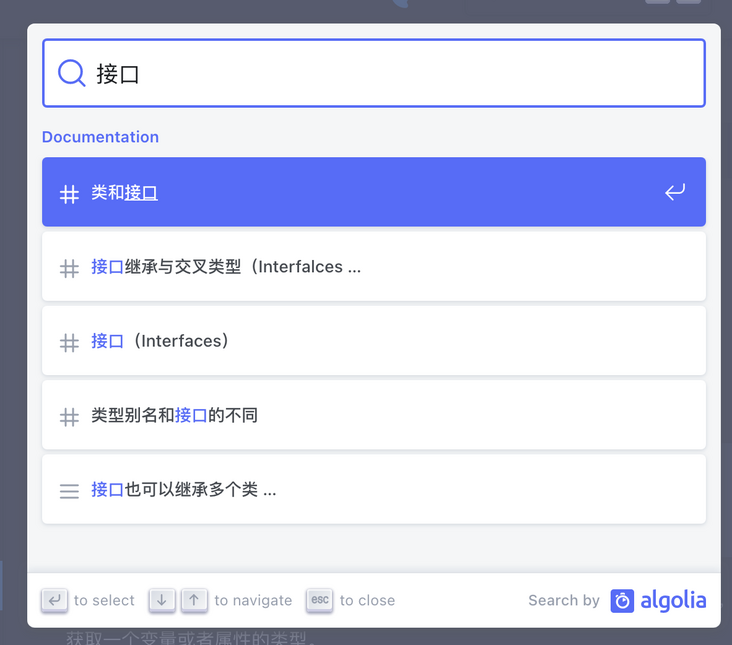 接口
Documentation
类和接口
接口继承与交叉类型（Interfalces ...
接口（Interfaces）
类型别名和接口的不同
接口也可以继承多个类 ...
to select to navigate esc to close Search by algolia
获取一个变量或者属性的类型。